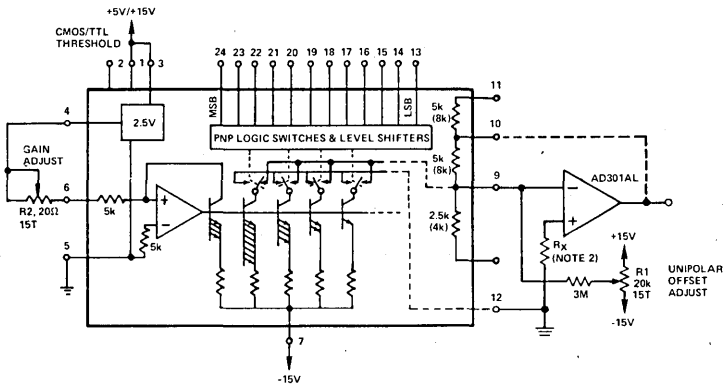 +5V/+15V
CMOS/TTL
THRESHOLD
2 1 3
24 23 22 21 20 19 18 17 16 15 14 13
MSB
LSB
11
5k
(8k)
10
4
2.5V
PNP LOGIC SWITCHES & LEVEL SHIFTERS
5k
(8k)
GAIN
ADJUST
9
AD301AL
6
5k
+
−
−
+
R2, 20Ω
15T
2.5k
(4k)
5k
RX
(NOTE 2)
+15V
5
R1
20k
15T
UNIPOLAR
OFFSET
ADJUST
3M
12
-15V
7
-15V